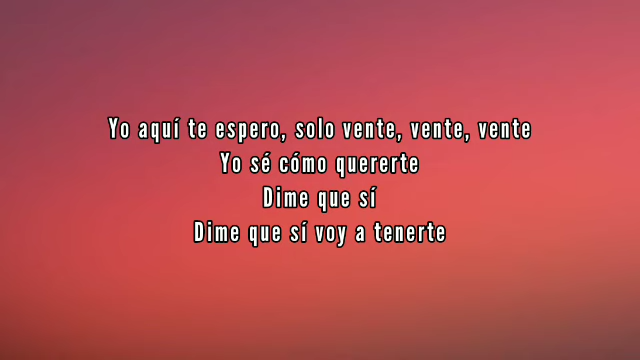 Yo aquí te espero, solo vente, vente, vente
Yo sé cómo quererte
Dime que sí
Dime que sí voy a tenerte